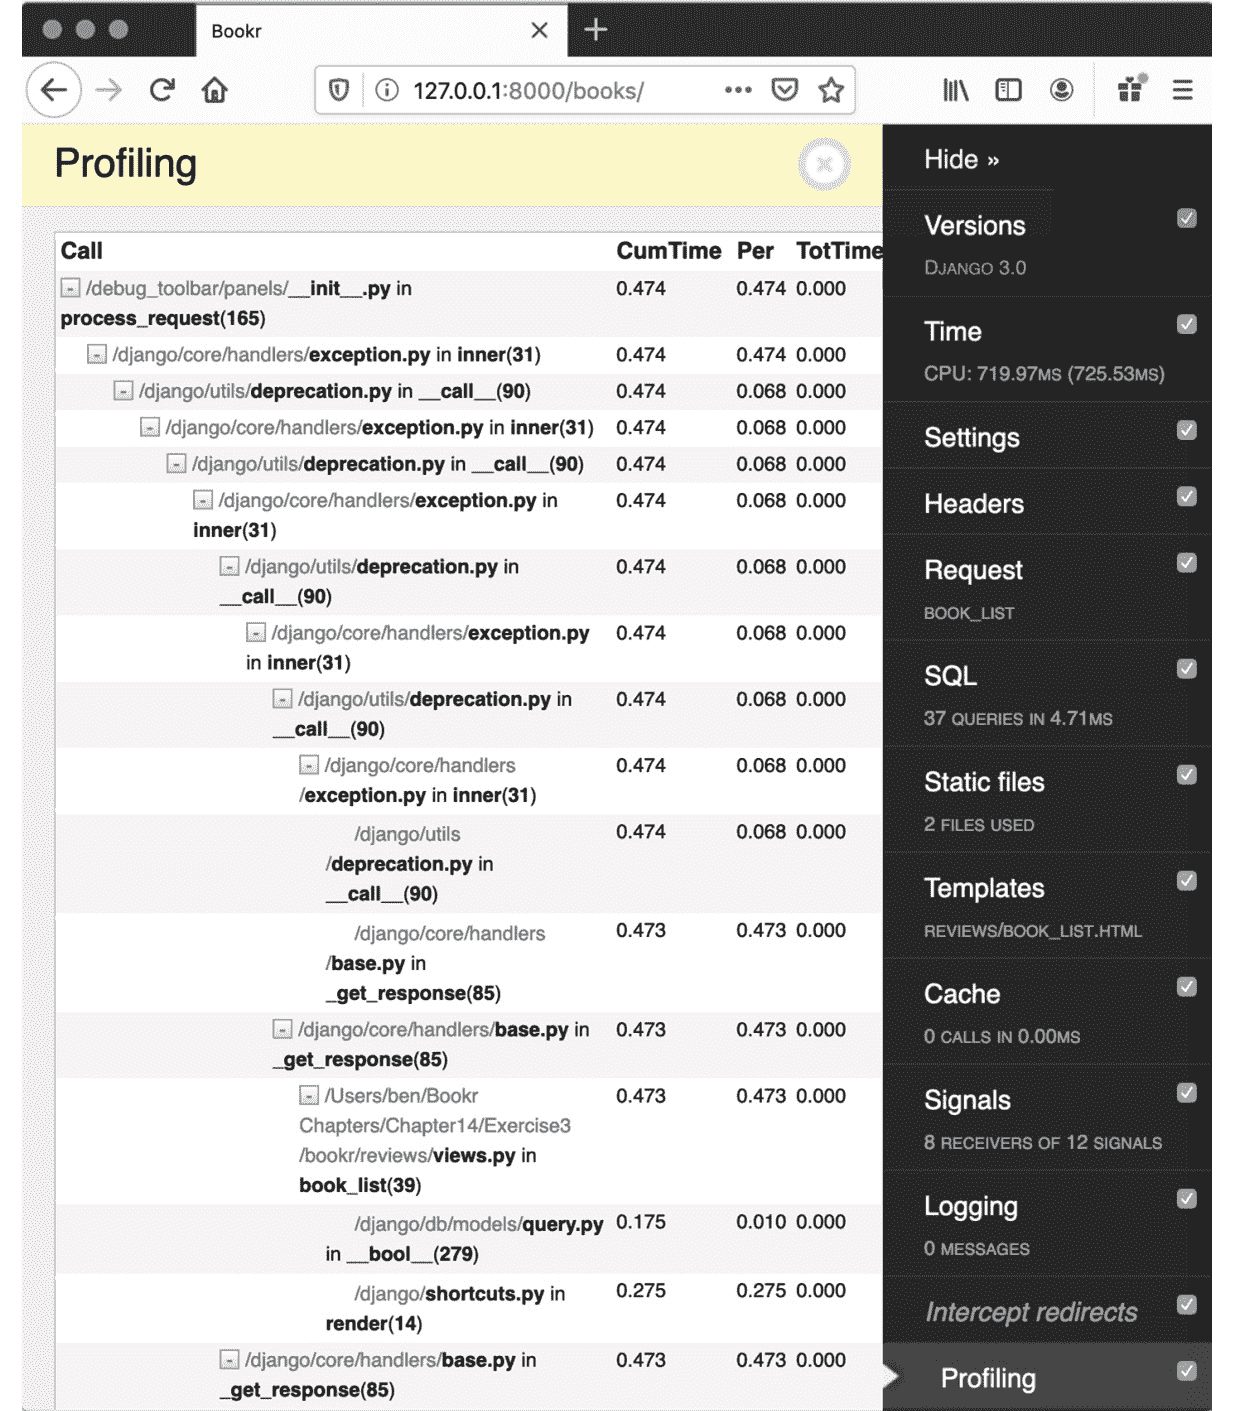 Bookr
127.0.0.1:8000/books/
Profiling
Call CumTime Per TotTime
/debug_toolbar/panels/__init__.py in 0.474 0.474 0.000
process_request(165)
/django/core/handlers/exception.py in inner(31) 0.474 0.474 0.000
/django/utils/deprecation.py in __call__(90) 0.474 0.068 0.000
/django/core/handlers/exception.py in inner(31) 0.474 0.068 0.000
/django/utils/deprecation.py in __call__(90) 0.474 0.068 0.000
/django/core/handlers/exception.py in 0.474 0.068 0.000
inner(31)
/django/utils/deprecation.py in 0.474 0.068 0.000
__call__(90)
/django/core/handlers/exception.py 0.474 0.068 0.000
in inner(31)
/django/utils/deprecation.py in 0.474 0.068 0.000
__call__(90)
/django/core/handlers 0.474 0.068 0.000
/exception.py in inner(31)
/django/utils 0.474 0.068 0.000
/deprecation.py in
__call__(90)
/django/core/handlers 0.473 0.473 0.000
/base.py in
_get_response(85)
/django/core/handlers/base.py in 0.473 0.473 0.000
_get_response(85)
/Users/ben/Bookr 0.473 0.473 0.000
Chapters/Chapter14/Exercise3
/bookr/reviews/views.py in
book_list(39)
/django/db/models/query.py 0.175 0.010 0.000
in __bool__(279)
/django/shortcuts.py in 0.275 0.275 0.000
render(14)
/django/core/handlers/base.py in 0.473 0.473 0.000
_get_response(85)
Hide »
Versions
DJANGO 3.0
Time
CPU: 719.97MS (725.53MS)
Settings
Headers
Request
BOOK_LIST
SQL
37 QUERIES IN 4.71MS
Static files
2 FILES USED
Templates
REVIEWS/BOOK_LIST.HTML
Cache
0 CALLS IN 0.00MS
Signals
8 RECEIVERS OF 12 SIGNALS
Logging
0 MESSAGES
Intercept redirects
Profiling